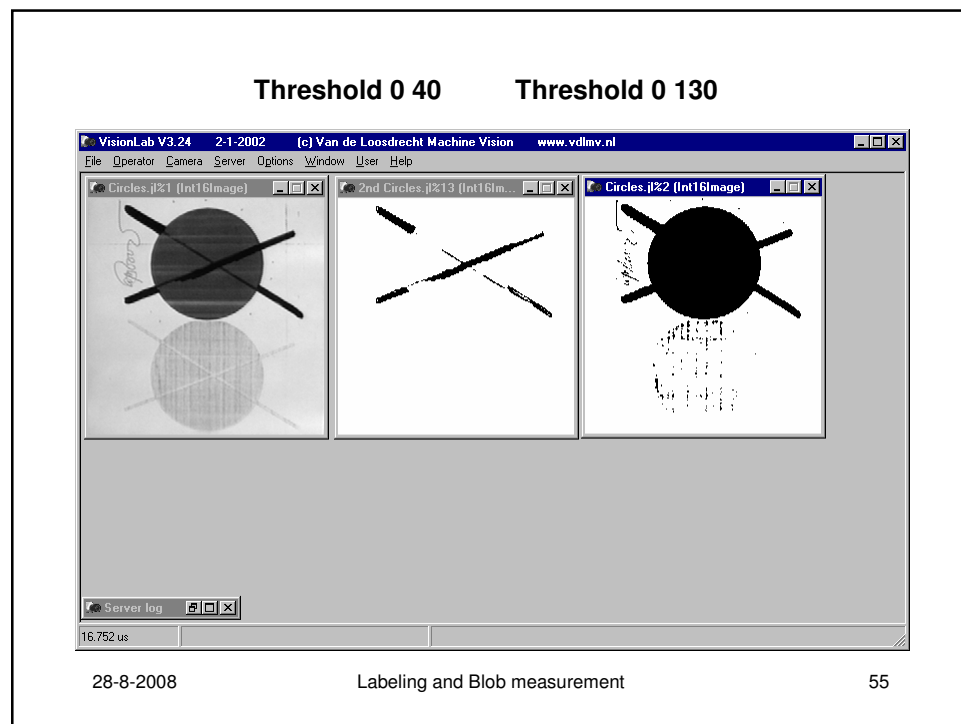 Threshold 0 40 Threshold 0 130
VisionLab V3.24 2-1-2002 (c) Van de Loosdrecht Machine Vision www.vdlmv.nl
File Operator Camera Server Options Window User Help
Circles.jl%1 (Int16Image) 2nd Circles.jl%13 (Int16Im... Circles.jl%2 (Int16Image)
Server log
16.752 us
28-8-2008 Labeling and Blob measurement 55